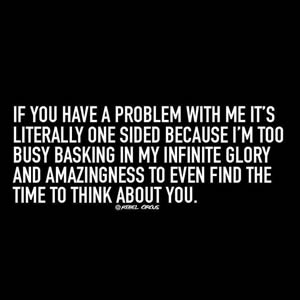 IF YOU HAVE A PROBLEM WITH ME IT'S
LITERALLY ONE SIDED BECAUSE I'M TOO
BUSY BASKING IN MY INFINITE GLORY
AND AMAZINGNESS TO EVEN FIND THE
TIME TO THINK ABOUT YOU.
@REBEL CIRCUS